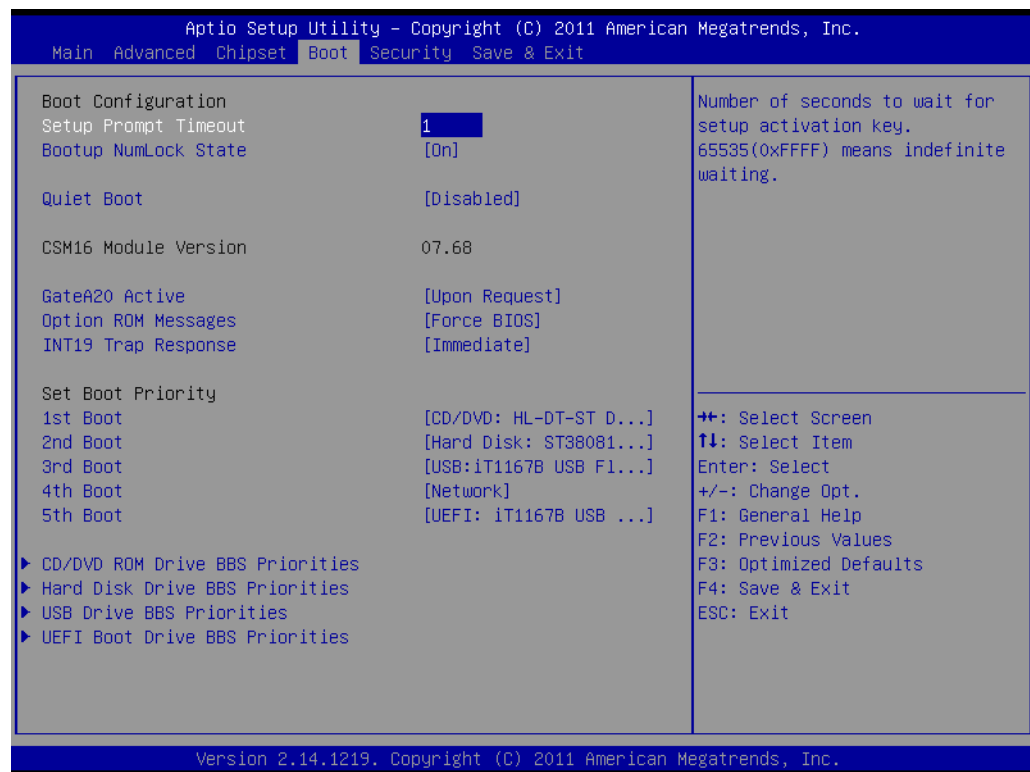 Aptio Setup Utility – Copyright (C) 2011 American Megatrends, Inc.
Main Advanced Chipset Boot Security Save & Exit
Boot Configuration
Setup Prompt Timeout 1
Bootup NumLock State [On]
Quiet Boot [Disabled]
CSM16 Module Version 07.68
GateA20 Active [Upon Request]
Option ROM Messages [Force BIOS]
INT19 Trap Response [Immediate]
Set Boot Priority
1st Boot [CD/DVD: HL-DT-ST D...]
2nd Boot [Hard Disk: ST38081...]
3rd Boot [USB:iT1167B USB Fl...]
4th Boot [Network]
5th Boot [UEFI: iT1167B USB ...]
CD/DVD ROM Drive BBS Priorities
Hard Disk Drive BBS Priorities
USB Drive BBS Priorities
UEFI Boot Drive BBS Priorities
Number of seconds to wait for
setup activation key.
65535(0xFFFF) means indefinite
waiting.
→←: Select Screen
↑↓: Select Item
Enter: Select
+/-: Change Opt.
F1: General Help
F2: Previous Values
F3: Optimized Defaults
F4: Save & Exit
ESC: Exit
Version 2.14.1219. Copyright (C) 2011 American Megatrends, Inc.